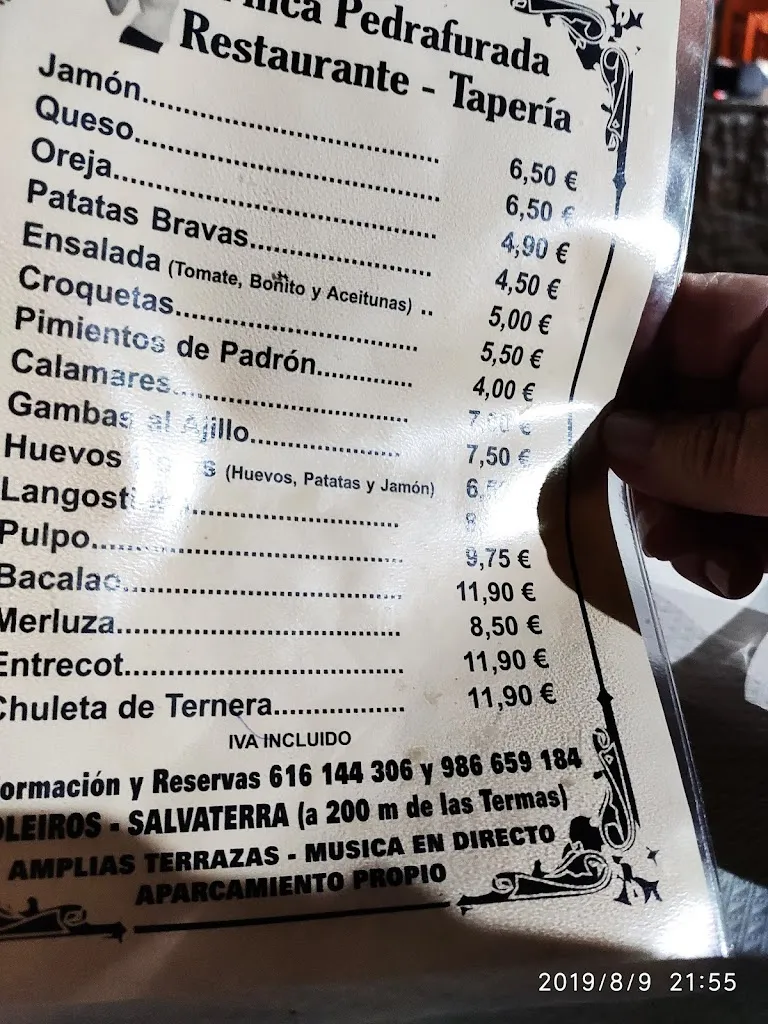 Pedrafurada
Restaurante - Tapería
Jamón........ 6,50 €
Queso........ 6,50 €
Oreja........ 4,90 €
Patatas Bravas........ 4,50 €
Ensalada (Tomate, Bonito y Aceitunas) .. 5,00 €
Croquetas........ 5,50 €
Pimientos de Padrón........ 4,00 €
Calamares........
Gambas al Ajillo........ 7,50 €
Huevos (Huevos, Patatas y Jamón)
Pulpo........ 9,75 €
Bacalao........ 11,90 €
Merluza........ 8,50 €
Entrecot........ 11,90 €
Chuleta de Ternera........ 11,90 €
IVA INCLUIDO
y Reservas 616 144 306 y 986 659 184
- SALVATERRA (a 200 m de las Termas)
AMPLIAS TERRAZAS - MUSICA EN DIRECTO
APARCAMIENTO PROPIO
2019/8/9 21:55